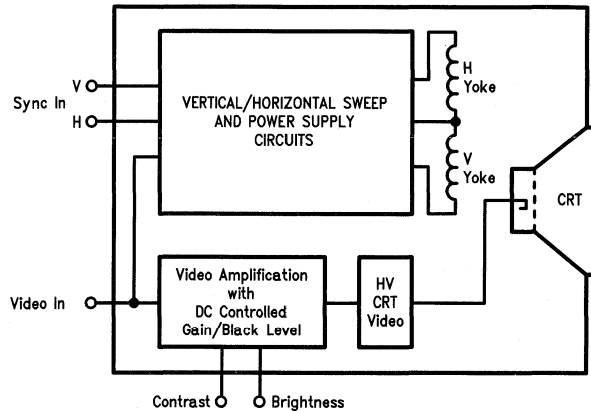 V
Sync In
H
VERTICAL/HORIZONTAL SWEEP
AND POWER SUPPLY
CIRCUITS
H
Yoke
V
Yoke
CRT
Video In
Video Amplification
with
DC Controlled
Gain/Black Level
HV
CRT
Video
Contrast
Brightness